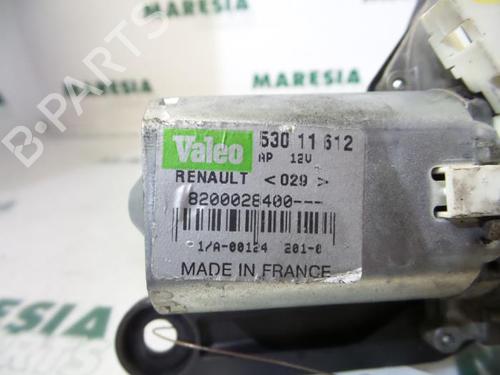 MARESIA
MARESIA
MARESIA
B-PARTS
Valeo
530 11 612
AP 12V
RENAULT <029>
8200028400---
1/A-00124 201-0
MADE IN FRANCE